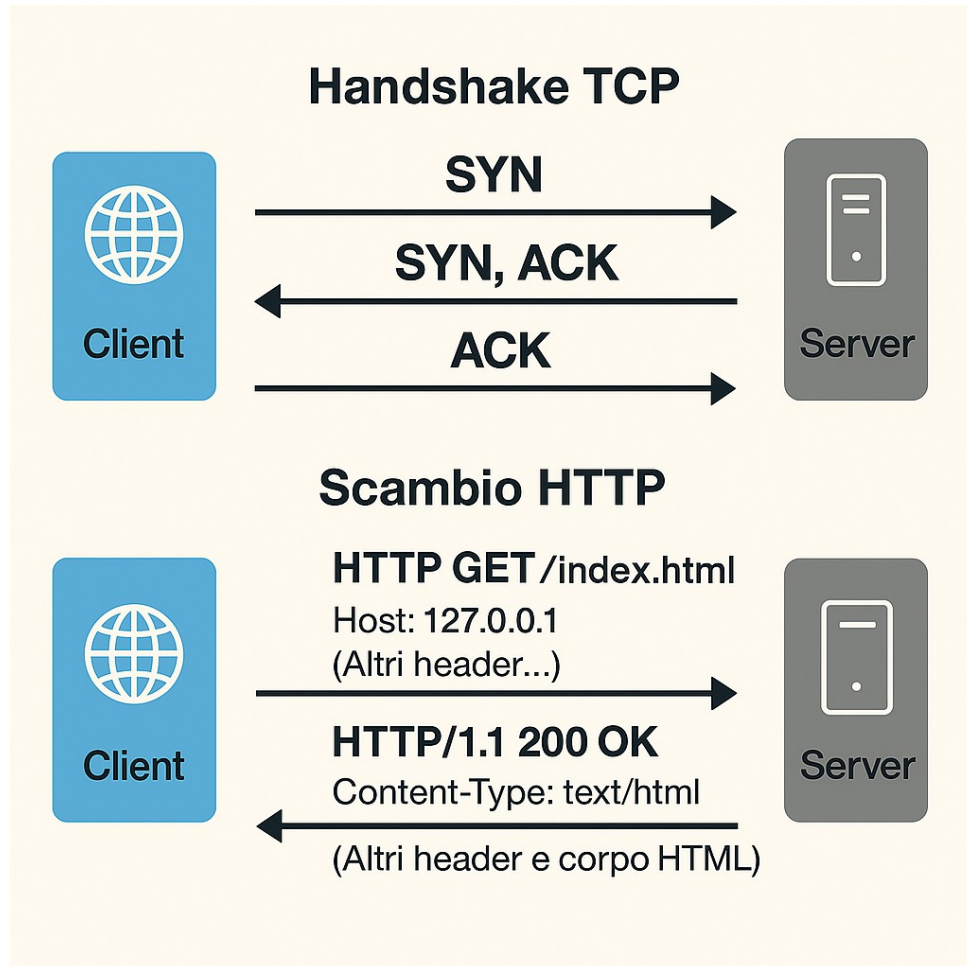 Handshake TCP
SYN
SYN, ACK
ACK
Client
Server
Scambio HTTP
HTTP GET /index.html
Host: 127.0.0.1
(Altri header...)
HTTP/1.1 200 OK
Content-Type: text/html
(Altri header e corpo HTML)
Client
Server